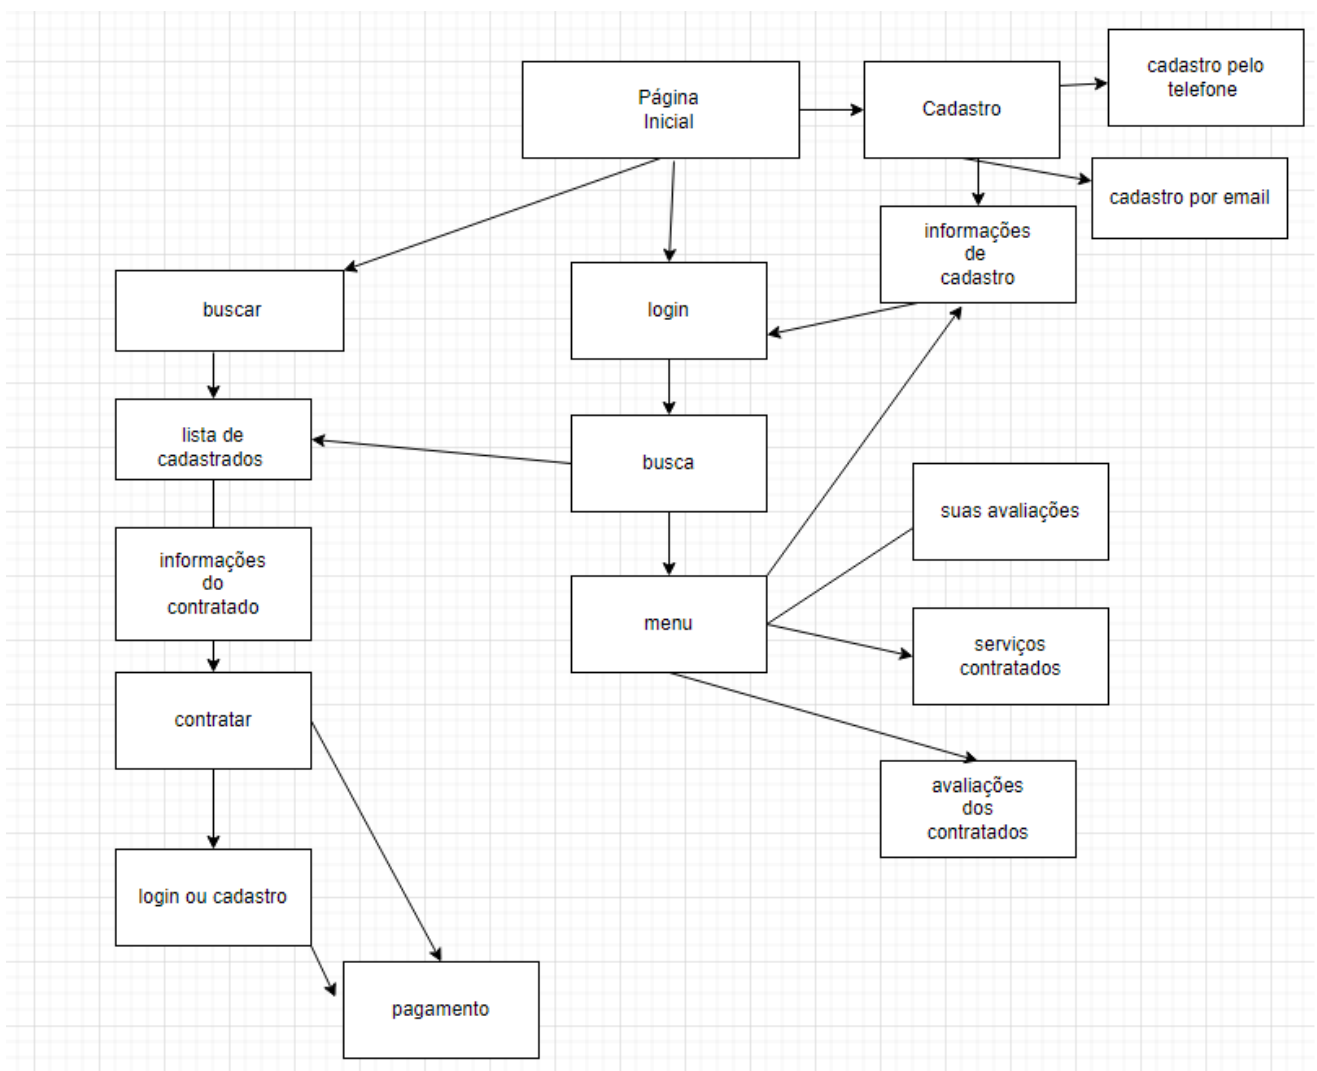 Página
Inicial
Cadastro
cadastro pelo
telefone
cadastro por email
informações
de
cadastro
buscar
login
lista de
cadastrados
busca
suas avaliações
informações
do
contratado
menu
serviços
contratados
contratar
avaliações
dos
contratados
login ou cadastro
pagamento